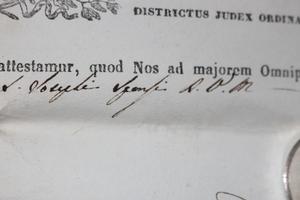 DISTRICTUS JUDEX ORDINA
attestamur, quod Nos ad majorem Omnip
S. Josephi Sponsi B. V. M